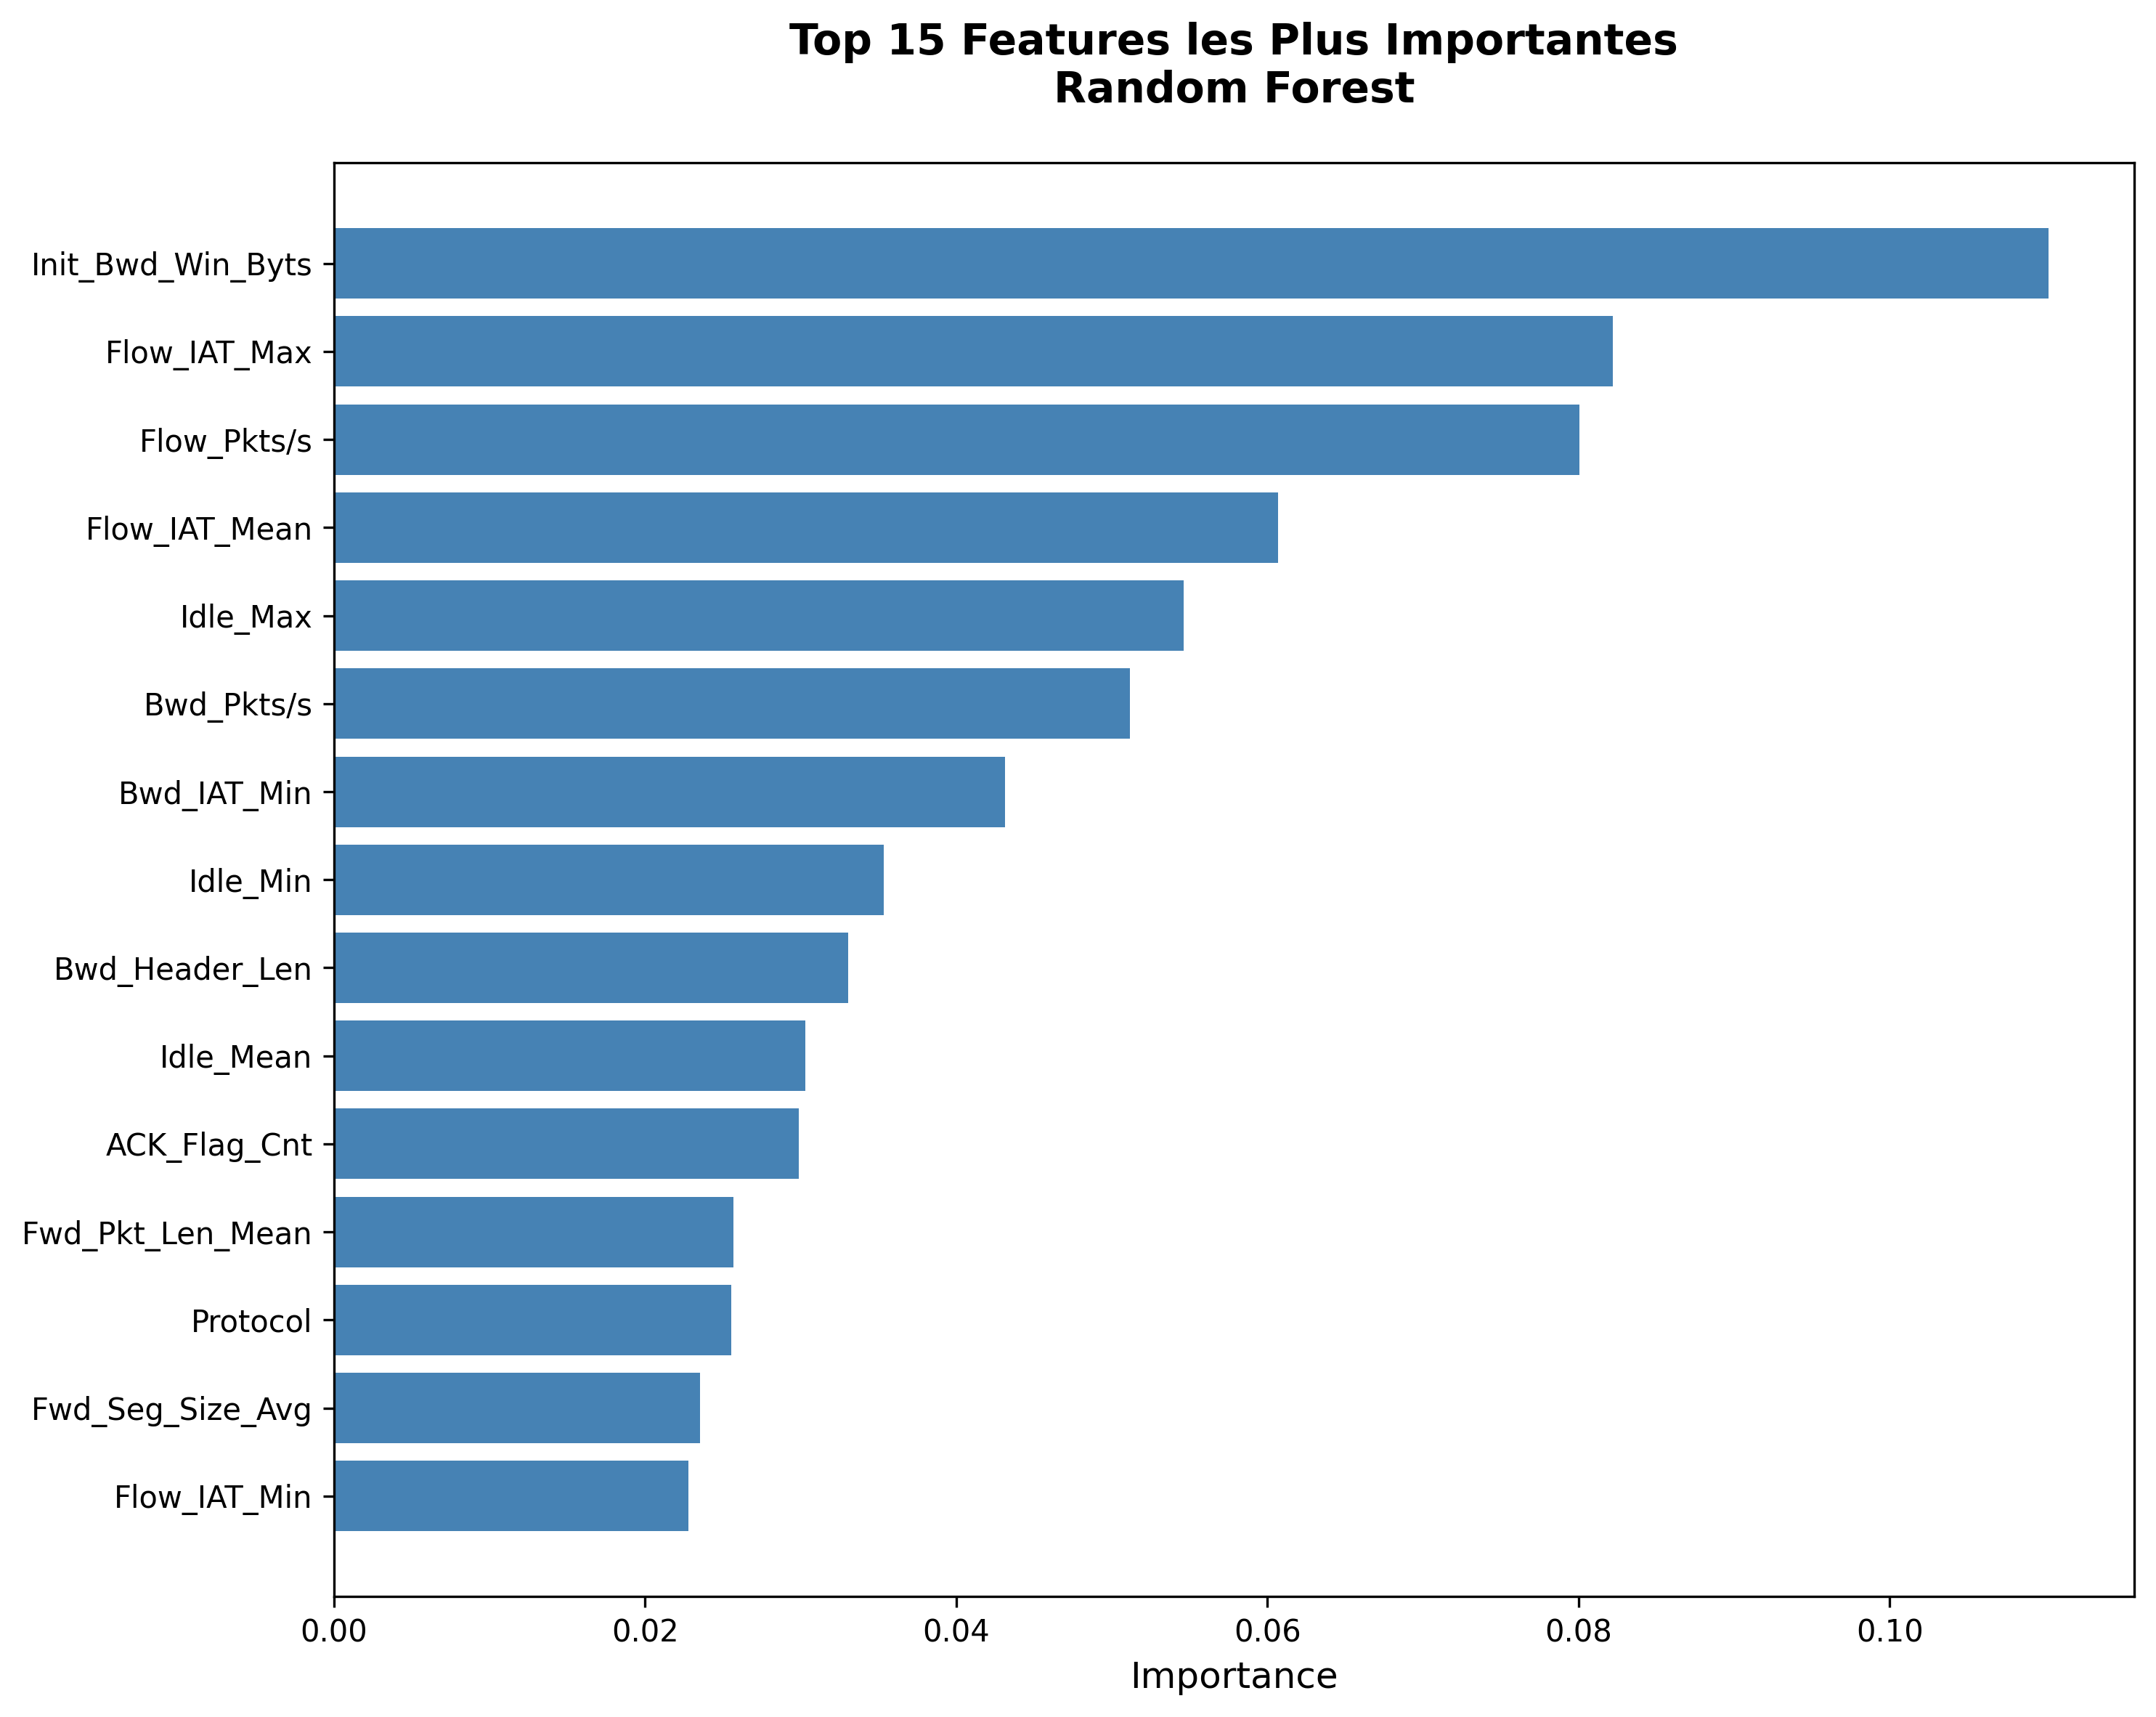 Top 15 Features les Plus Importantes
Random Forest
Init_Bwd_Win_Byts
Flow_IAT_Max
Flow_Pkts/s
Flow_IAT_Mean
Idle_Max
Bwd_Pkts/s
Bwd_IAT_Min
Idle_Min
Bwd_Header_Len
Idle_Mean
ACK_Flag_Cnt
Fwd_Pkt_Len_Mean
Protocol
Fwd_Seg_Size_Avg
Flow_IAT_Min
0.00 0.02 0.04 0.06 0.08 0.10
Importance